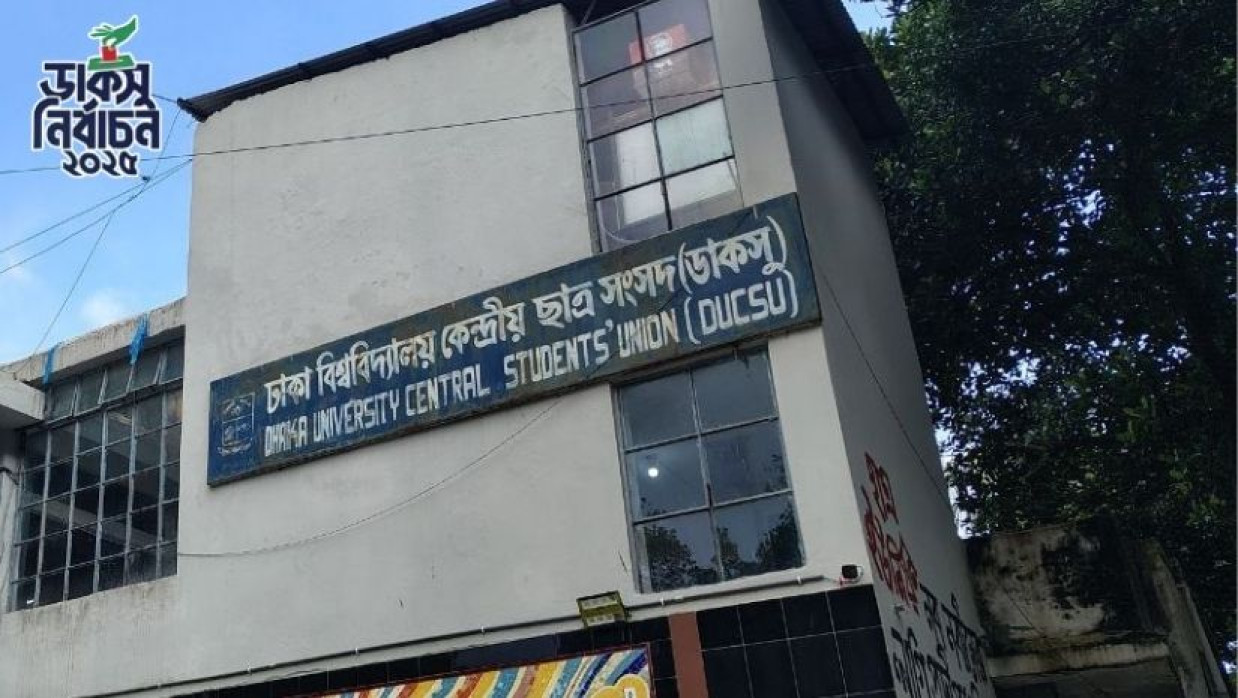 ডাকসু
নির্বাচন
২০২৫
ঢাকা বিশ্ববিদ্যালয় কেন্দ্রীয় ছাত্র সংসদ (ডাকসু)
DHAKA UNIVERSITY CENTRAL STUDENTS' UNION (DUCSU)